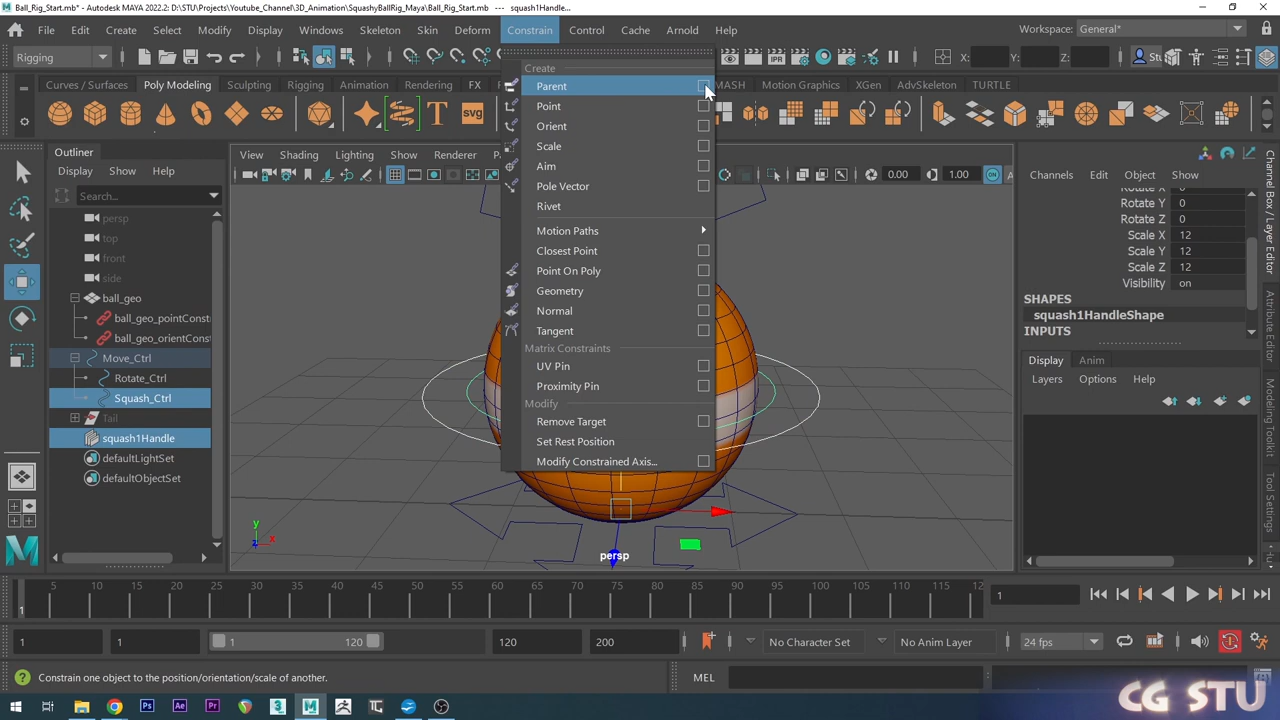 Ball_Rig_Start.mb* - Autodesk MAYA 2022.2: D:\STU\Projects\Youtube_Channel\3D_Animation\SquashyBallRig_Maya\Ball_Rig_Start.mb --- squash1Handle...
File Edit Create Select Modify Display Windows Skeleton Skin Deform Constrain Control Cache Arnold Help
Workspace: General*
Rigging
X: Y: Z: Stu
Curves / Surfaces Poly Modeling Sculpting Rigging Animation Rendering FX MASH Motion Graphics XGen AdvSkeleton TURTLE
svg
Outliner
Display Show Help
Search...
persp
top
front
side
ball_geo
ball_geo_pointConst
ball_geo_orientConst
Move_Ctrl
Rotate_Ctrl
Squash_Ctrl
Tail
squash1Handle
defaultLightSet
defaultObjectSet
View Shading Lighting Show Renderer
0.00 1.00
Create
Parent
Point
Orient
Scale
Aim
Pole Vector
Rivet
Motion Paths
Closest Point
Point On Poly
Geometry
Normal
Tangent
Matrix Constraints
UV Pin
Proximity Pin
Modify
Remove Target
Set Rest Position
Modify Constrained Axis...
y
x
z
persp
Channels Edit Object Show
Rotate Y 0
Rotate Z 0
Scale X 12
Scale Y 12
Scale Z 12
Visibility on
SHAPES
squash1HandleShape
INPUTS
Display Anim
Layers Options Help
Channel Box / Layer Editor
Attribute Editor
Tool Settings
5 10 15 20 25 30 35 40 45 50 55 60 65 70 75 80 85 90 95 100 105 110 115 12
1
1
1 1 1 120 120 200 No Character Set No Anim Layer 24 fps
Constrain one object to the position/orientation/scale of another.
MEL
CG STU